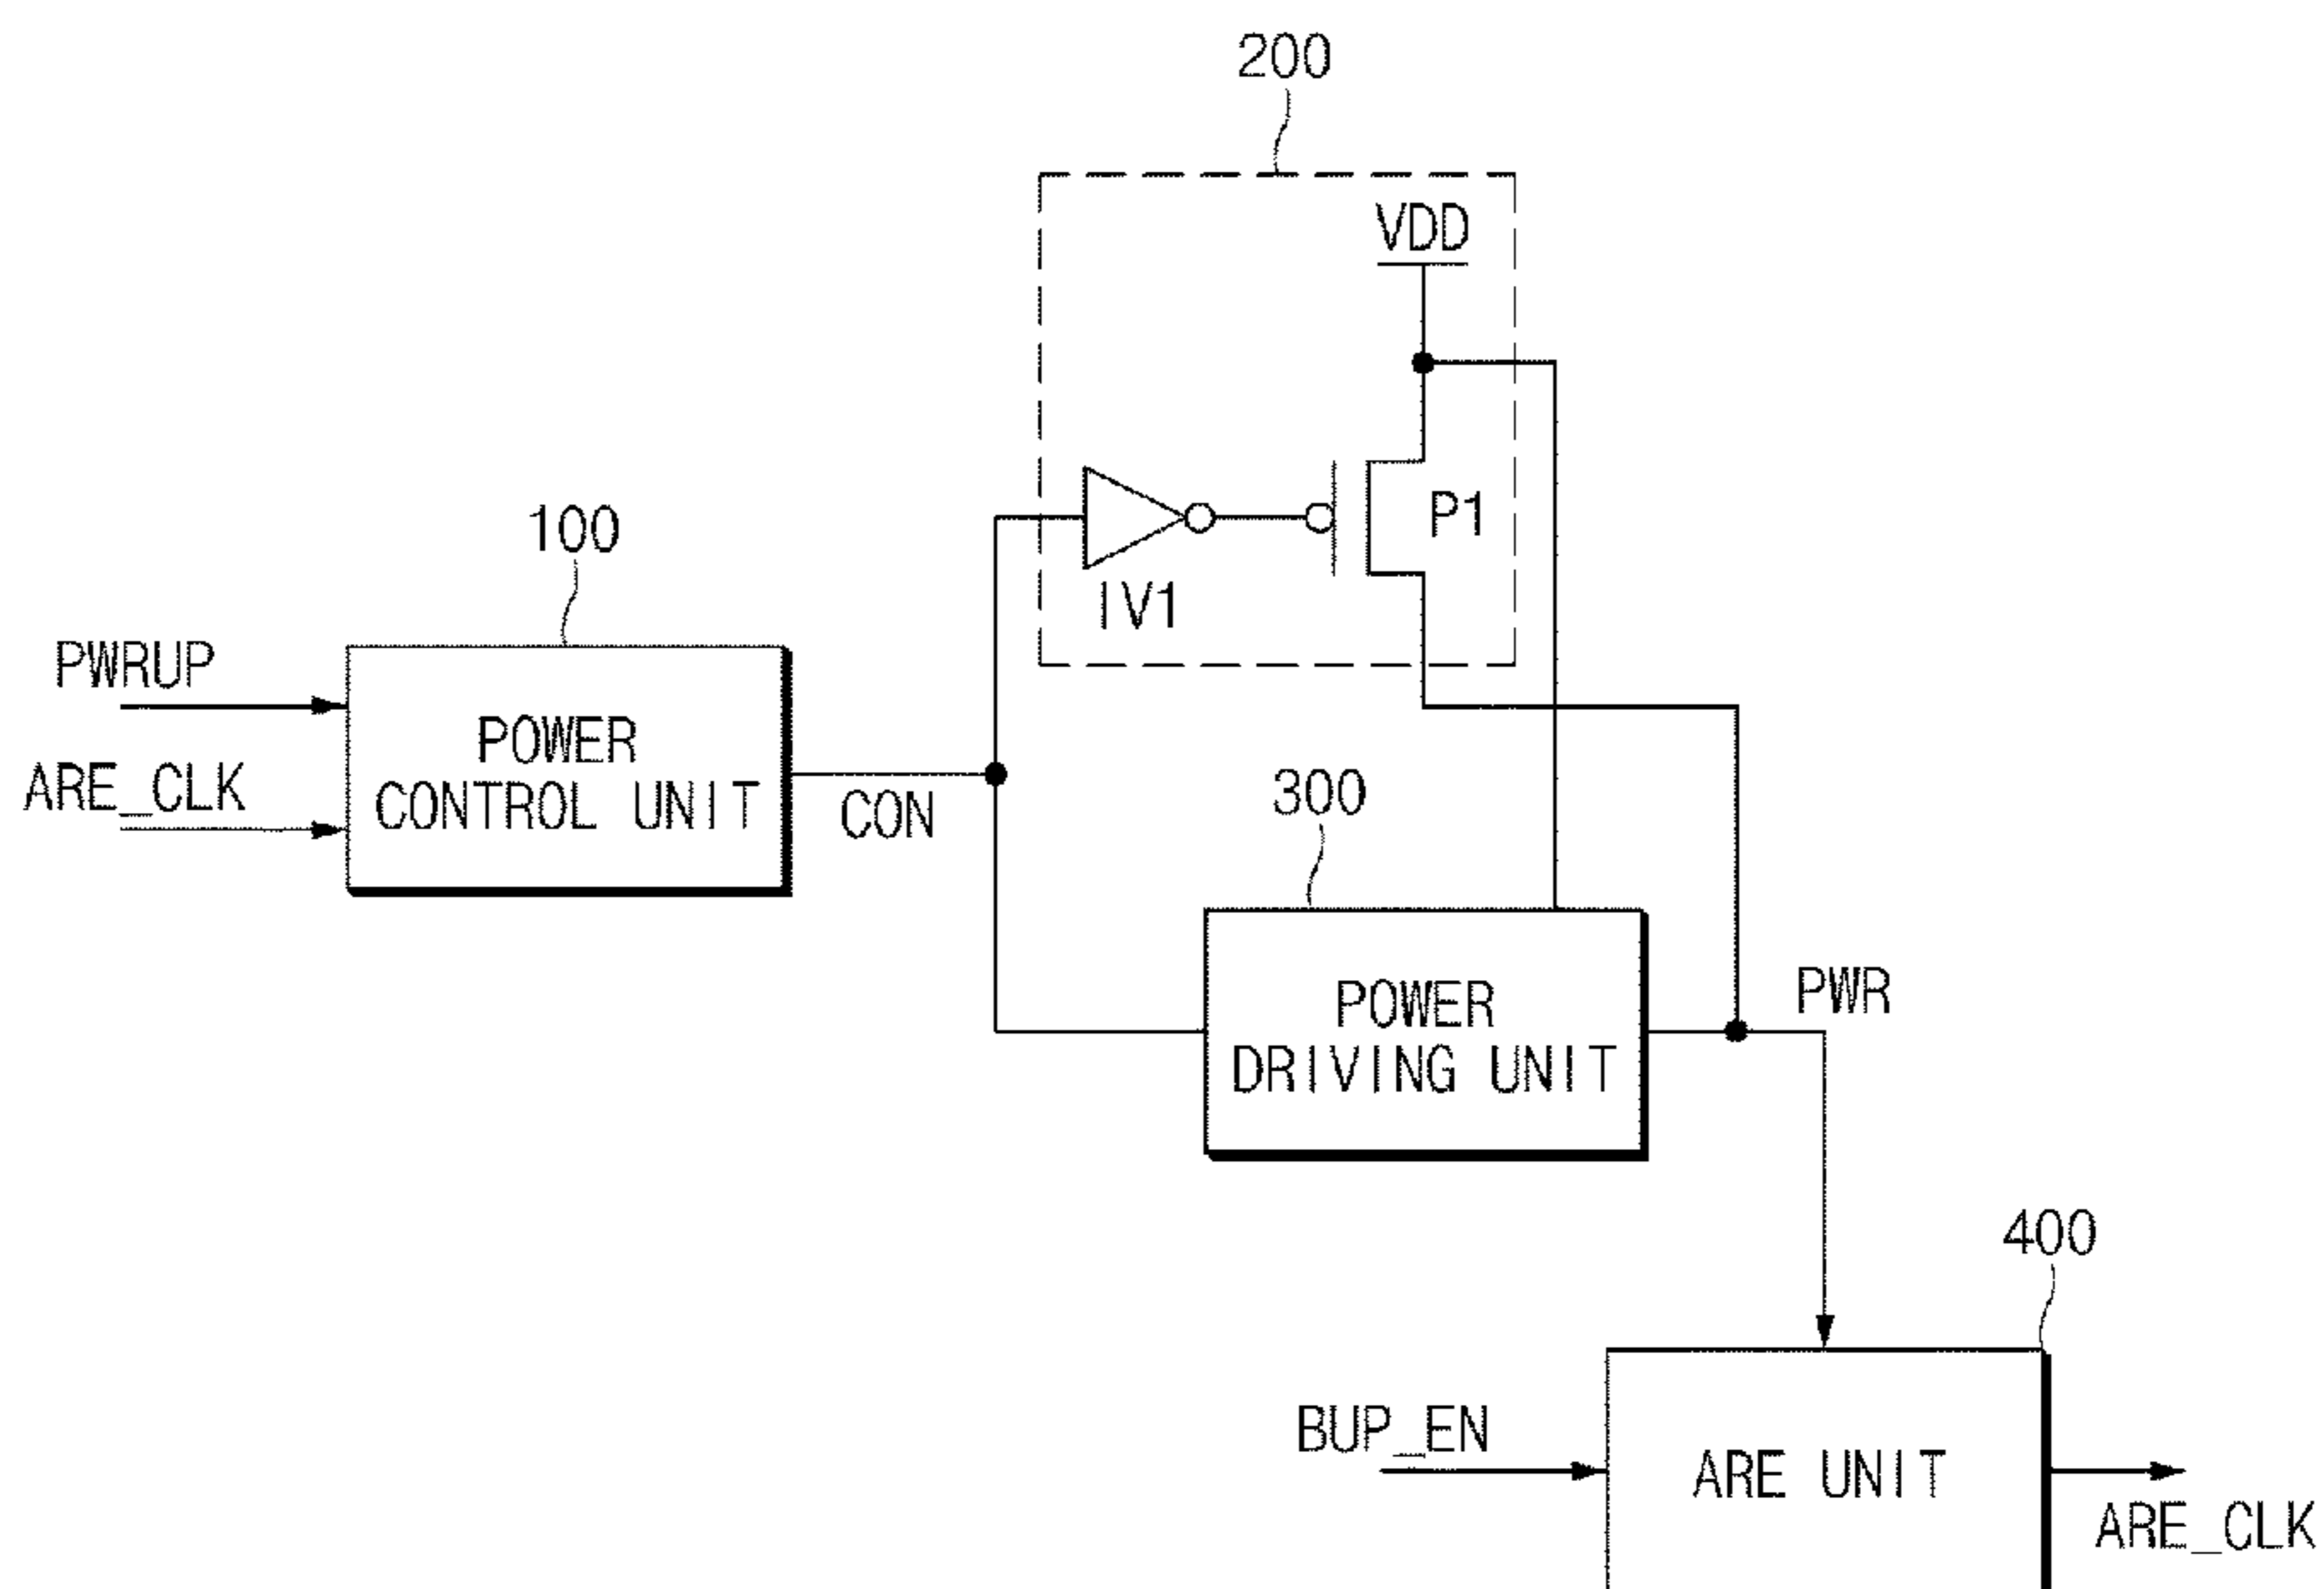 200
VDD
P1
IV1
100
PWRUP
ARE_CLK
POWER
CONTROL UNIT
CON
300
POWER
DRIVING UNIT
PWR
400
BUP_EN
ARE UNIT
ARE_CLK